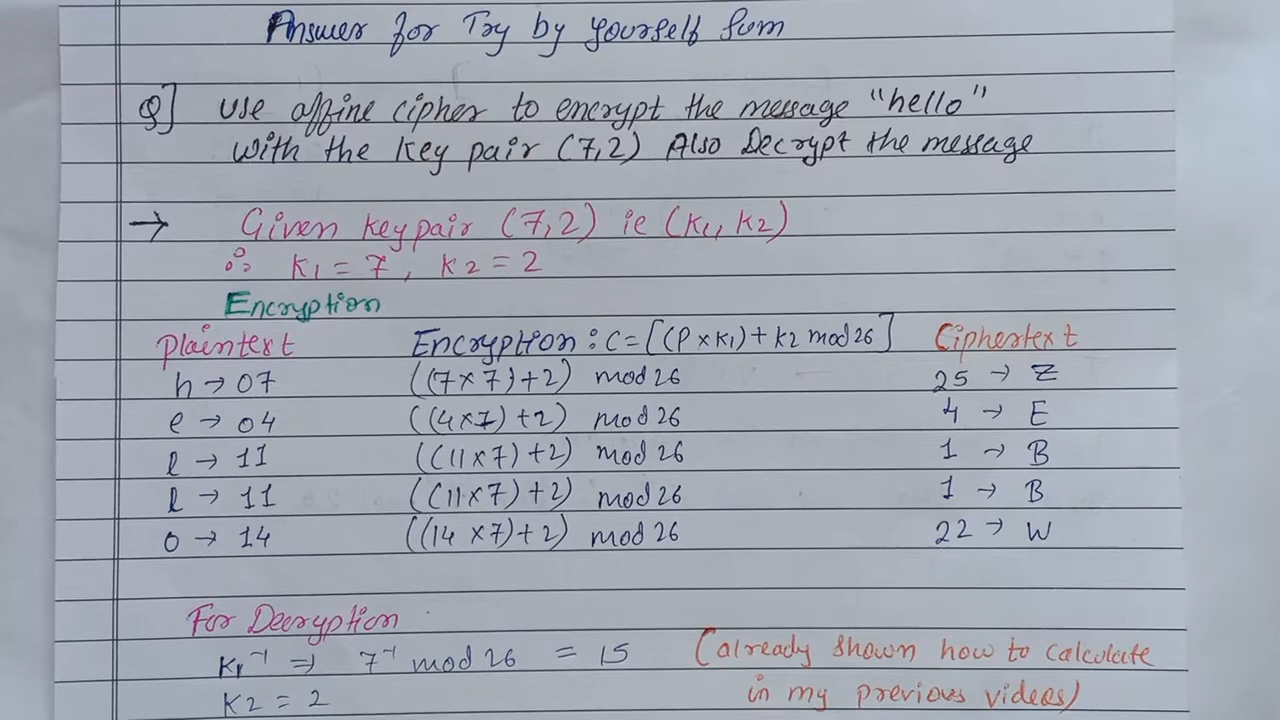 Answer for Try by yourself sum
Q] Use affine cipher to encrypt the message "hello"
with the key pair (7,2) Also Decrypt the message
→ Given key pair (7,2) ie (K1, K2)
∴ K1 = 7, K2 = 2
Encryption
Plaintext Encryption : C = [(P × K1) + K2 mod 26] Ciphertext
h → 07 ((7×7)+2) mod 26 25 → Z
e → 04 ((4×7)+2) mod 26 4 → E
l → 11 ((11×7)+2) mod 26 1 → B
l → 11 ((11×7)+2) mod 26 1 → B
o → 14 ((14×7)+2) mod 26 22 → W
For Decryption
K1⁻¹ ⇒ 7⁻¹ mod 26 = 15 (already shown how to calculate
K2 = 2 in my previous videos)